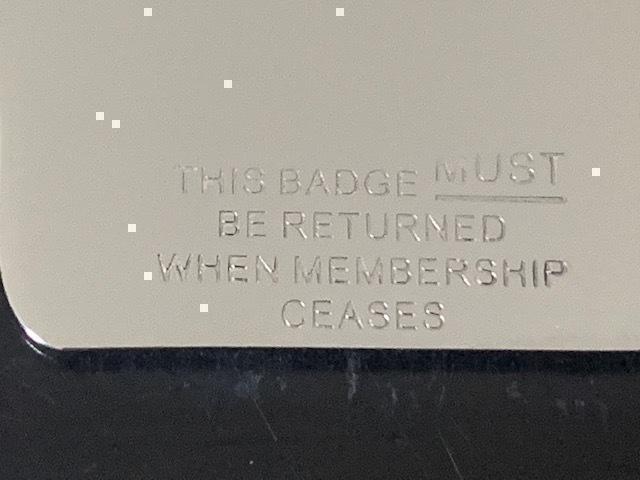 THIS BADGE MUST
BE RETURNED
WHEN MEMBERSHIP
CEASES